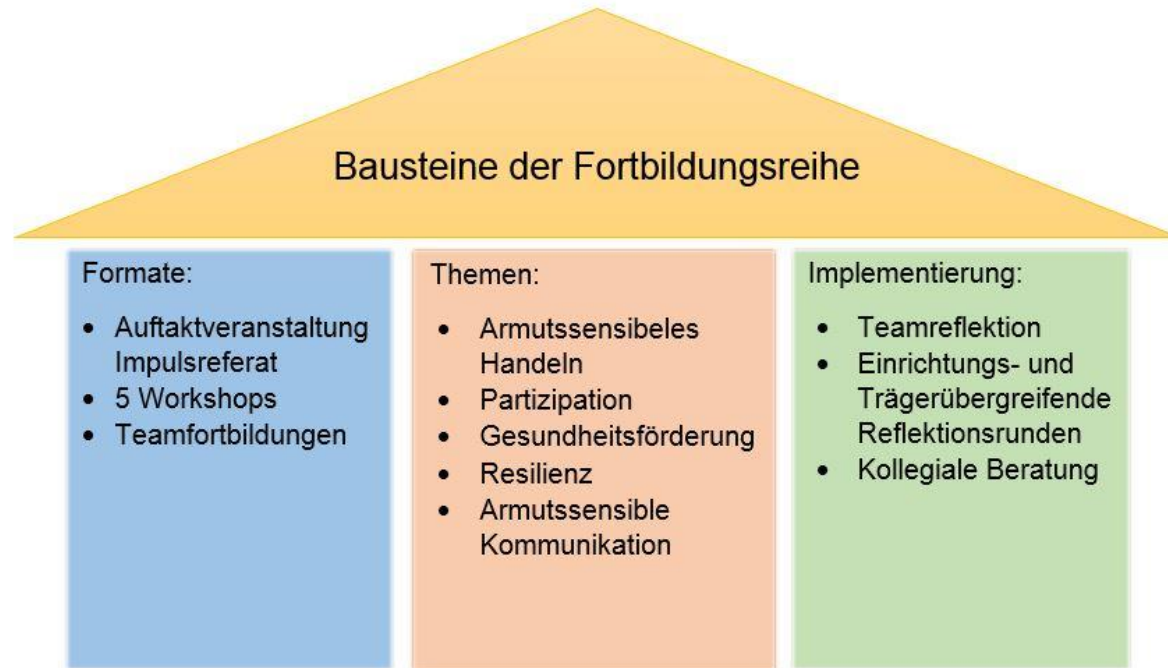 Bausteine der Fortbildungsreihe
Formate:
• Auftaktveranstaltung
Impulsreferat
• 5 Workshops
• Teamfortbildungen
Themen:
• Armutssensibeles
Handeln
• Partizipation
• Gesundheitsförderung
• Resilienz
• Armutssensible
Kommunikation
Implementierung:
• Teamreflektion
• Einrichtungs- und
Trägerübergreifende
Reflektionsrunden
• Kollegiale Beratung